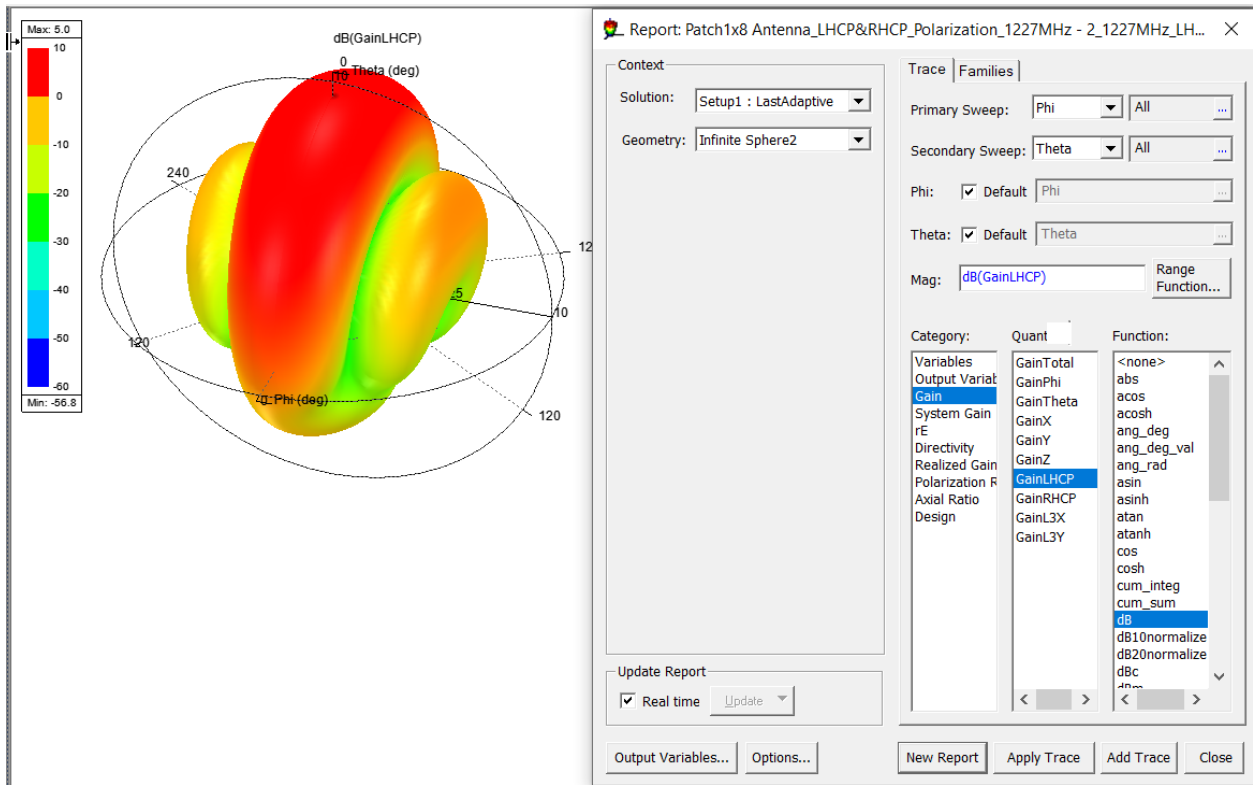 Max: 5.0
10
0
-10
-20
-30
-40
-50
-60
Min: -56.8
dB(GainLHCP)
0
Theta (deg)
10
240
120
Phi (deg)
10
120
Report: Patch1x8 Antenna_LHCP&RHCP_Polarization_1227MHz - 2_1227MHz_LH...
Context
Solution:
Setup1 : LastAdaptive
Geometry:
Infinite Sphere2
Update Report
Real time
Update
Output Variables...
Options...
Trace
Families
Primary Sweep:
Phi
All
...
Secondary Sweep:
Theta
All
...
Phi:
Default
Phi
...
Theta:
Default
Theta
...
Mag:
dB(GainLHCP)
Range
Function...
Category:
Variables
Output Variab
Gain
System Gain
rE
Directivity
Realized Gain
Polarization R
Axial Ratio
Design
Quant
GainTotal
GainPhi
GainTheta
GainX
GainY
GainZ
GainLHCP
GainRHCP
GainL3X
GainL3Y
Function:
<none>
abs
acos
acosh
ang_deg
ang_deg_val
ang_rad
asin
asinh
atan
atanh
cos
cosh
cum_integ
cum_sum
dB
dB10normalize
dB20normalize
dBc
dBm
New Report
Apply Trace
Add Trace
Close